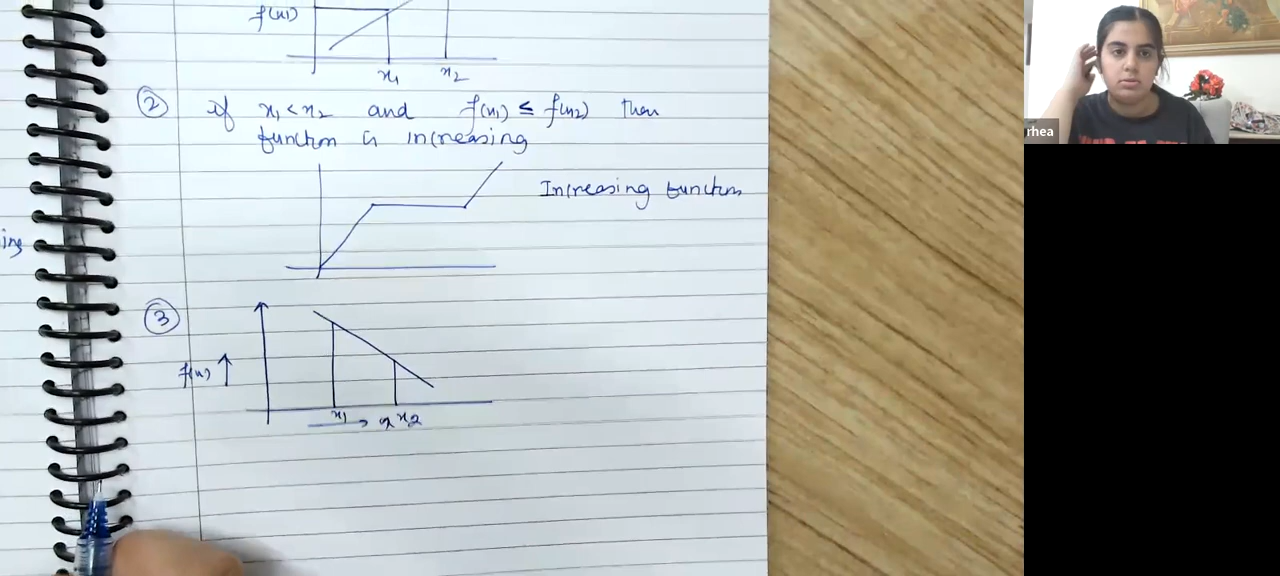 f(x1)
x1 x2
② if x1 < x2 and f(x1) ≤ f(x2) then
function is increasing
Increasing function
ing
③
f(x) ↑
x1 → x x2
rhea